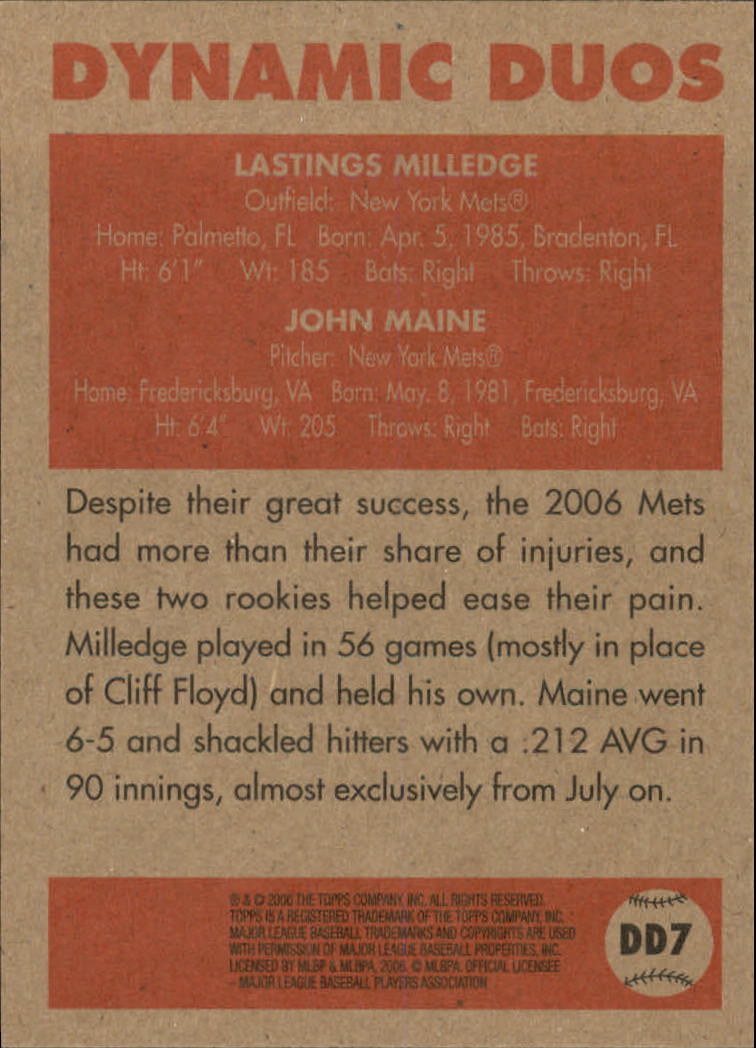 DYNAMIC DUOS
LASTINGS MILLEDGE
Outfield: New York Mets®
Home: Palmetto, FL Born: Apr. 5, 1985, Bradenton, FL
Ht: 6'1" Wt: 185 Bats: Right Throws: Right
JOHN MAINE
Pitcher: New York Mets®
Home: Fredericksburg, VA Born: May. 8, 1981, Fredericksburg, VA
Ht: 6'4" Wt: 205 Throws: Right Bats: Right
Despite their great success, the 2006 Mets
had more than their share of injuries, and
these two rookies helped ease their pain.
Milledge played in 56 games (mostly in place
of Cliff Floyd) and held his own. Maine went
6-5 and shackled hitters with a .212 AVG in
90 innings, almost exclusively from July on.
® & © 2006 THE TOPPS COMPANY, INC. ALL RIGHTS RESERVED.
TOPPS IS A REGISTERED TRADEMARK OF THE TOPPS COMPANY, INC.
MAJOR LEAGUE BASEBALL TRADEMARKS AND COPYRIGHTS ARE USED
WITH PERMISSION OF MAJOR LEAGUE BASEBALL PROPERTIES, INC.
LICENSED BY MLBP & MLBPA, 2006. © MLBPA. OFFICIAL LICENSEE
– MAJOR LEAGUE BASEBALL PLAYERS ASSOCIATION
DD7